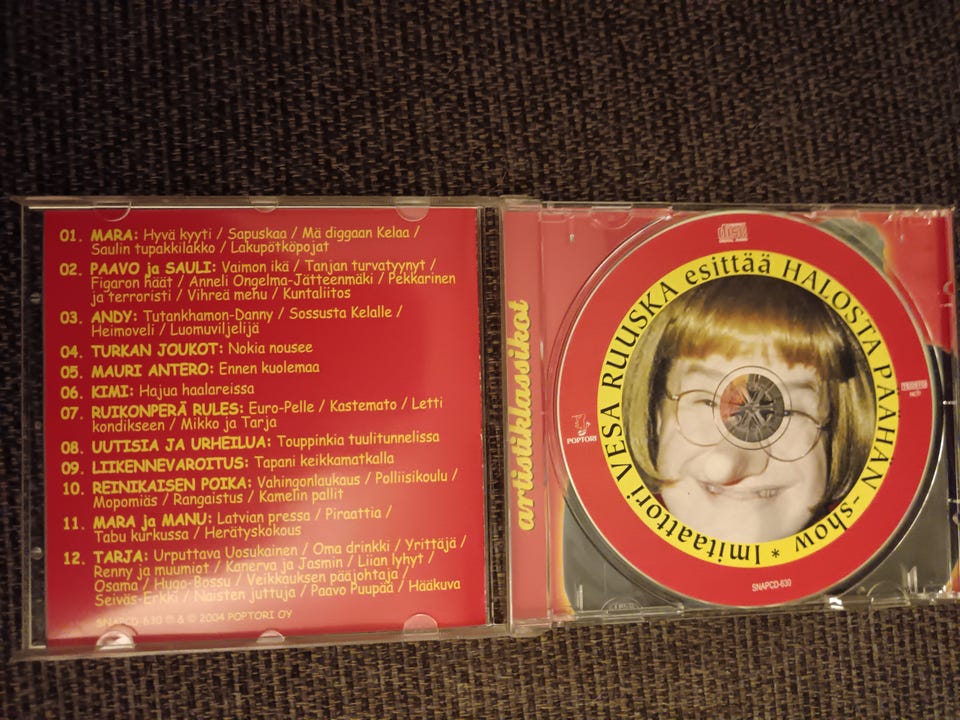 01. MARA: Hyvä kyyti / Sapuskaa / Mä diggaan Kelaa /
Saulin tupakkilakko / Lakupötköpojat
02. PAAVO ja SAULI: Vaimon ikä / Tanjan turvatyynyt /
Figaron häät / Anneli Ongelma-Jätteenmäki / Pekkarinen
ja terroristi / Vihreä menu / Kuntaliitos
03. ANDY: Tutankhamon-Danny / Sossusta Kelalle /
Heimoveli / Luomuviljelijä
04. TURKAN JOUKOT: Nokia nousee
05. MAURI ANTERO: Ennen kuolemaa
06. KIMI: Hajua haalareissa
07. RUIKONPERÄ RULES: Euro-Pelle / Kastemato / Letti
kondikseen / Mikko ja Tarja
08. UUTISIA JA URHEILUA: Touppinkia tuulitunnelissa
09. LIIKENNEVAROITUS: Tapani keikkamatkalla
10. REINIKAISEN POIKA: Vahingonlaukaus / Polliisikoulu /
Mopomiäs / Rangaistus / Kamelin pallit
11. MARA ja MANU: Latvian pressa / Piraattia /
Tabu kurkussa / Herätyskokous
12. TARJA: Urputtava Uosukainen / Oma drinkki / Yrittäjä /
Renny ja muumiot / Kanerva ja Jasmin / Liian lyhyt /
Osama / Hugo-Bossu / Veikkauksen pääjohtaja /
Seiväs-Erkki / Naisten juttuja / Paavo Puupää / Hääkuva
SNAPCD-630 ℗ & © 2004 POPTORI OY
artistiklassikot
disc
Imitaattori VESA RUUSKA esittää HALOSTA PÄÄHÄN -show *
POPTORI
TEOSTO
ncb
SNAPCD-630